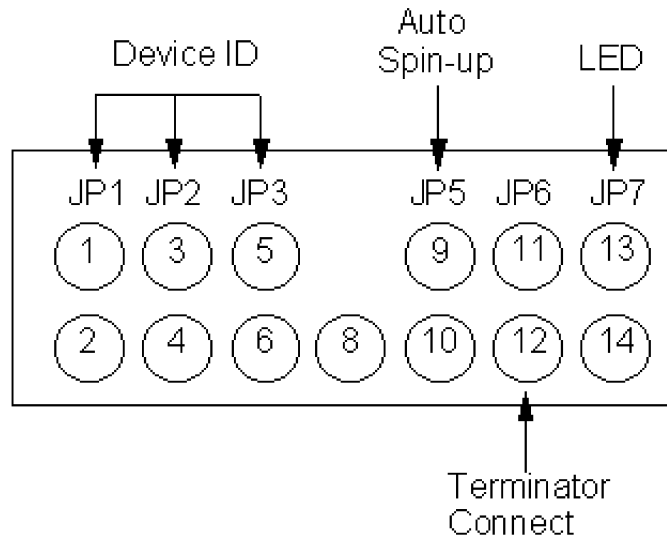 Device ID
Auto
Spin-up
LED
JP1 JP2 JP3 JP5 JP6 JP7
1 3 5 9 11 13
2 4 6 8 10 12 14
Terminator
Connect